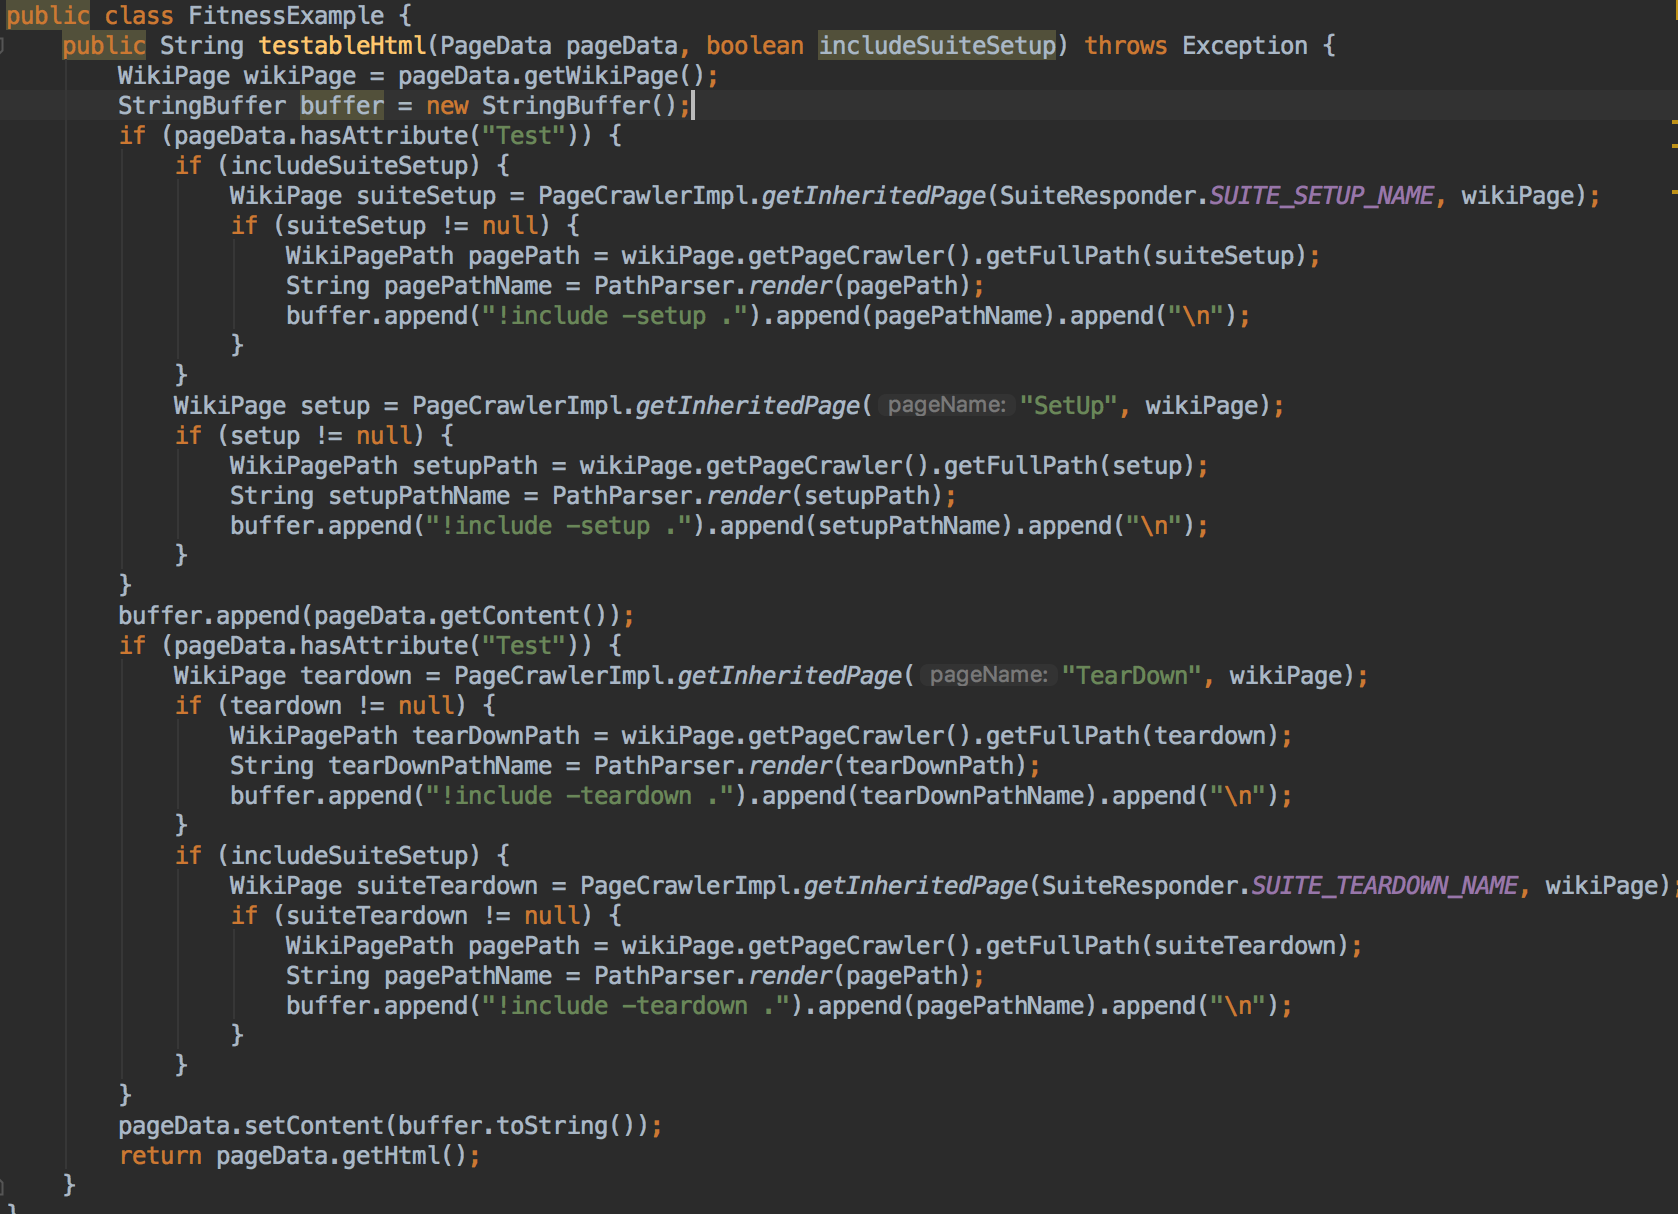 public class FitnessExample {
    public String testableHtml(PageData pageData, boolean includeSuiteSetup) throws Exception {
        WikiPage wikiPage = pageData.getWikiPage();
        StringBuffer buffer = new StringBuffer();
        if (pageData.hasAttribute("Test")) {
            if (includeSuiteSetup) {
                WikiPage suiteSetup = PageCrawlerImpl.getInheritedPage(SuiteResponder.SUITE_SETUP_NAME, wikiPage);
                if (suiteSetup != null) {
                    WikiPagePath pagePath = wikiPage.getPageCrawler().getFullPath(suiteSetup);
                    String pagePathName = PathParser.render(pagePath);
                    buffer.append("!include -setup .").append(pagePathName).append("\n");
                }
            }
            WikiPage setup = PageCrawlerImpl.getInheritedPage( pageName: "SetUp", wikiPage);
            if (setup != null) {
                WikiPagePath setupPath = wikiPage.getPageCrawler().getFullPath(setup);
                String setupPathName = PathParser.render(setupPath);
                buffer.append("!include -setup .").append(setupPathName).append("\n");
            }
        }
        buffer.append(pageData.getContent());
        if (pageData.hasAttribute("Test")) {
            WikiPage teardown = PageCrawlerImpl.getInheritedPage( pageName: "TearDown", wikiPage);
            if (teardown != null) {
                WikiPagePath tearDownPath = wikiPage.getPageCrawler().getFullPath(teardown);
                String tearDownPathName = PathParser.render(tearDownPath);
                buffer.append("!include -teardown .").append(tearDownPathName).append("\n");
            }
            if (includeSuiteSetup) {
                WikiPage suiteTeardown = PageCrawlerImpl.getInheritedPage(SuiteResponder.SUITE_TEARDOWN_NAME, wikiPage);
                if (suiteTeardown != null) {
                    WikiPagePath pagePath = wikiPage.getPageCrawler().getFullPath(suiteTeardown);
                    String pagePathName = PathParser.render(pagePath);
                    buffer.append("!include -teardown .").append(pagePathName).append("\n");
                }
            }
        }
        pageData.setContent(buffer.toString());
        return pageData.getHtml();
    }
}